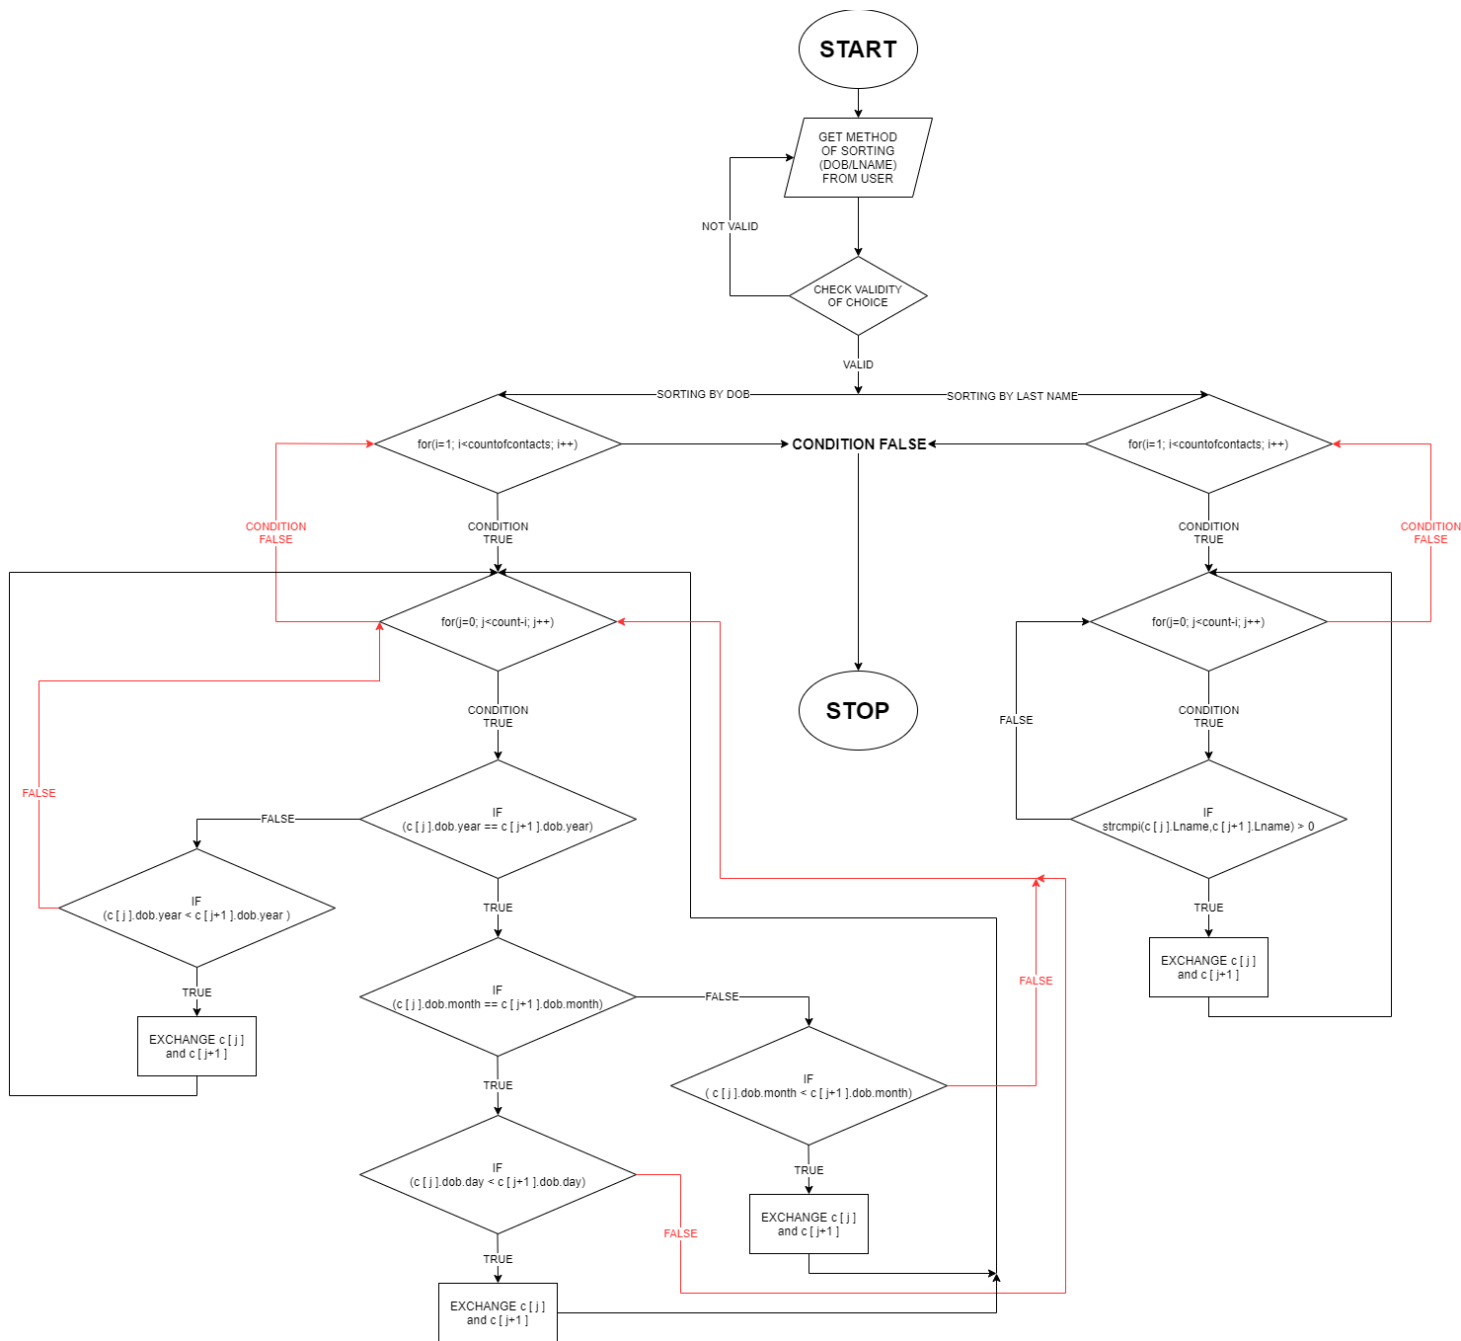 START
GET METHOD
OF SORTING
(DOB/LNAME)
FROM USER
NOT VALID
CHECK VALIDITY
OF CHOICE
VALID
SORTING BY DOB
SORTING BY LAST NAME
for(i=1; i<countofcontacts; i++)
CONDITION FALSE
for(i=1; i<countofcontacts; i++)
CONDITION
FALSE
CONDITION
TRUE
CONDITION
TRUE
CONDITION
FALSE
for(j=0; j<count-i; j++)
for(j=0; j<count-i; j++)
STOP
CONDITION
TRUE
FALSE
CONDITION
TRUE
FALSE
FALSE
IF
(c [ j ].dob.year == c [ j+1 ].dob.year)
IF
strcmpi(c [ j ].Lname,c [ j+1 ].Lname) > 0
IF
(c [ j ].dob.year < c [ j+1 ].dob.year )
TRUE
TRUE
EXCHANGE c [ j ]
and c [ j+1 ]
TRUE
IF
(c [ j ].dob.month == c [ j+1 ].dob.month)
FALSE
FALSE
EXCHANGE c [ j ]
and c [ j+1 ]
TRUE
IF
( c [ j ].dob.month < c [ j+1 ].dob.month)
IF
(c [ j ].dob.day < c [ j+1 ].dob.day)
TRUE
EXCHANGE c [ j ]
and c [ j+1 ]
FALSE
TRUE
EXCHANGE c [ j ]
and c [ j+1 ]